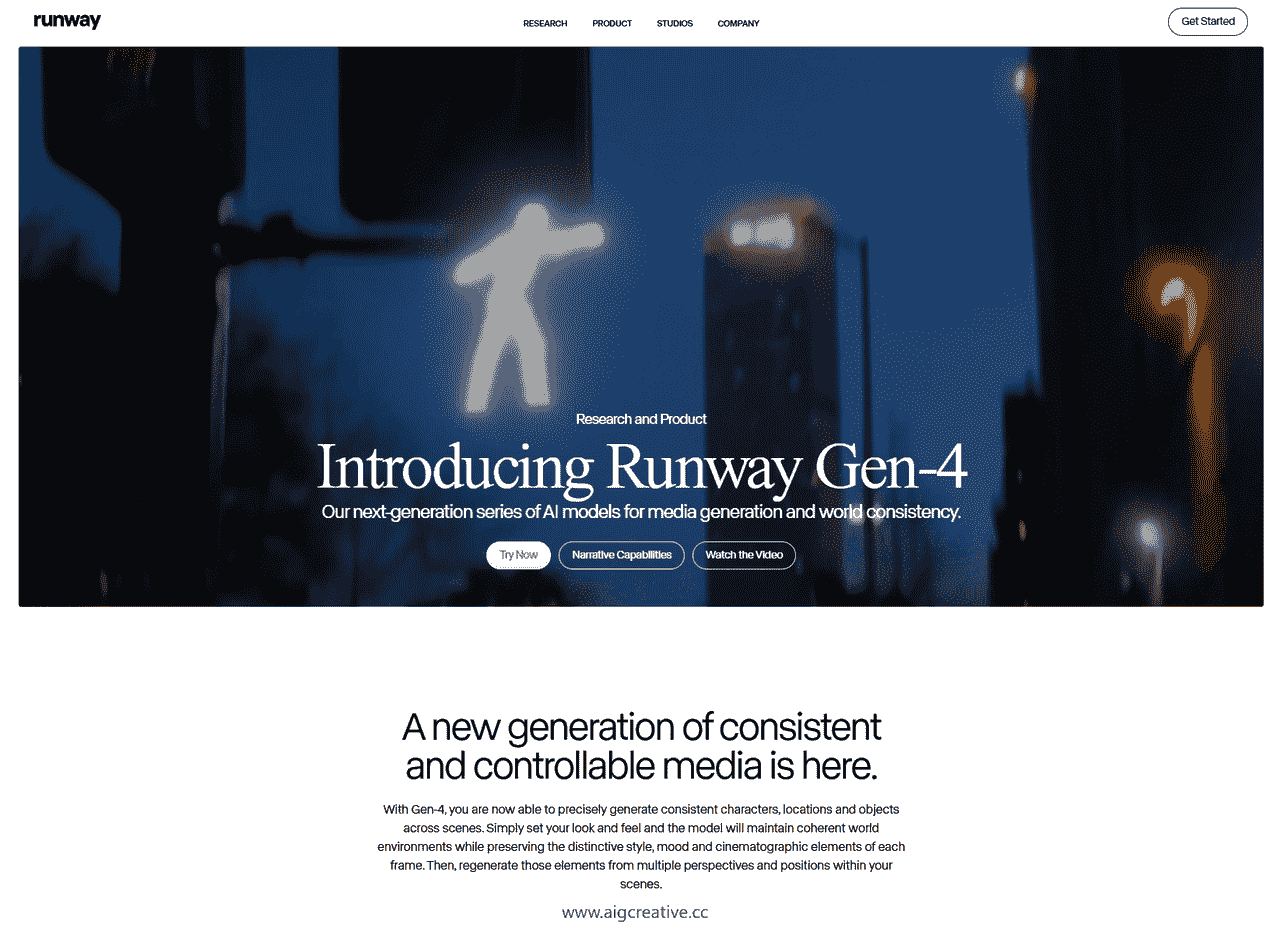 runway
RESEARCH PRODUCT STUDIOS COMPANY
Get Started
Research and Product
Introducing Runway Gen-4
Our next-generation series of AI models for media generation and world consistency.
Try Now Narrative Capabilities Watch the Video
A new generation of consistent
and controllable media is here.
With Gen-4, you are now able to precisely generate consistent characters, locations and objects
across scenes. Simply set your look and feel and the model will maintain coherent world
environments while preserving the distinctive style, mood and cinematographic elements of each
frame. Then, regenerate those elements from multiple perspectives and positions within your
scenes.
www.aigcreative.cc